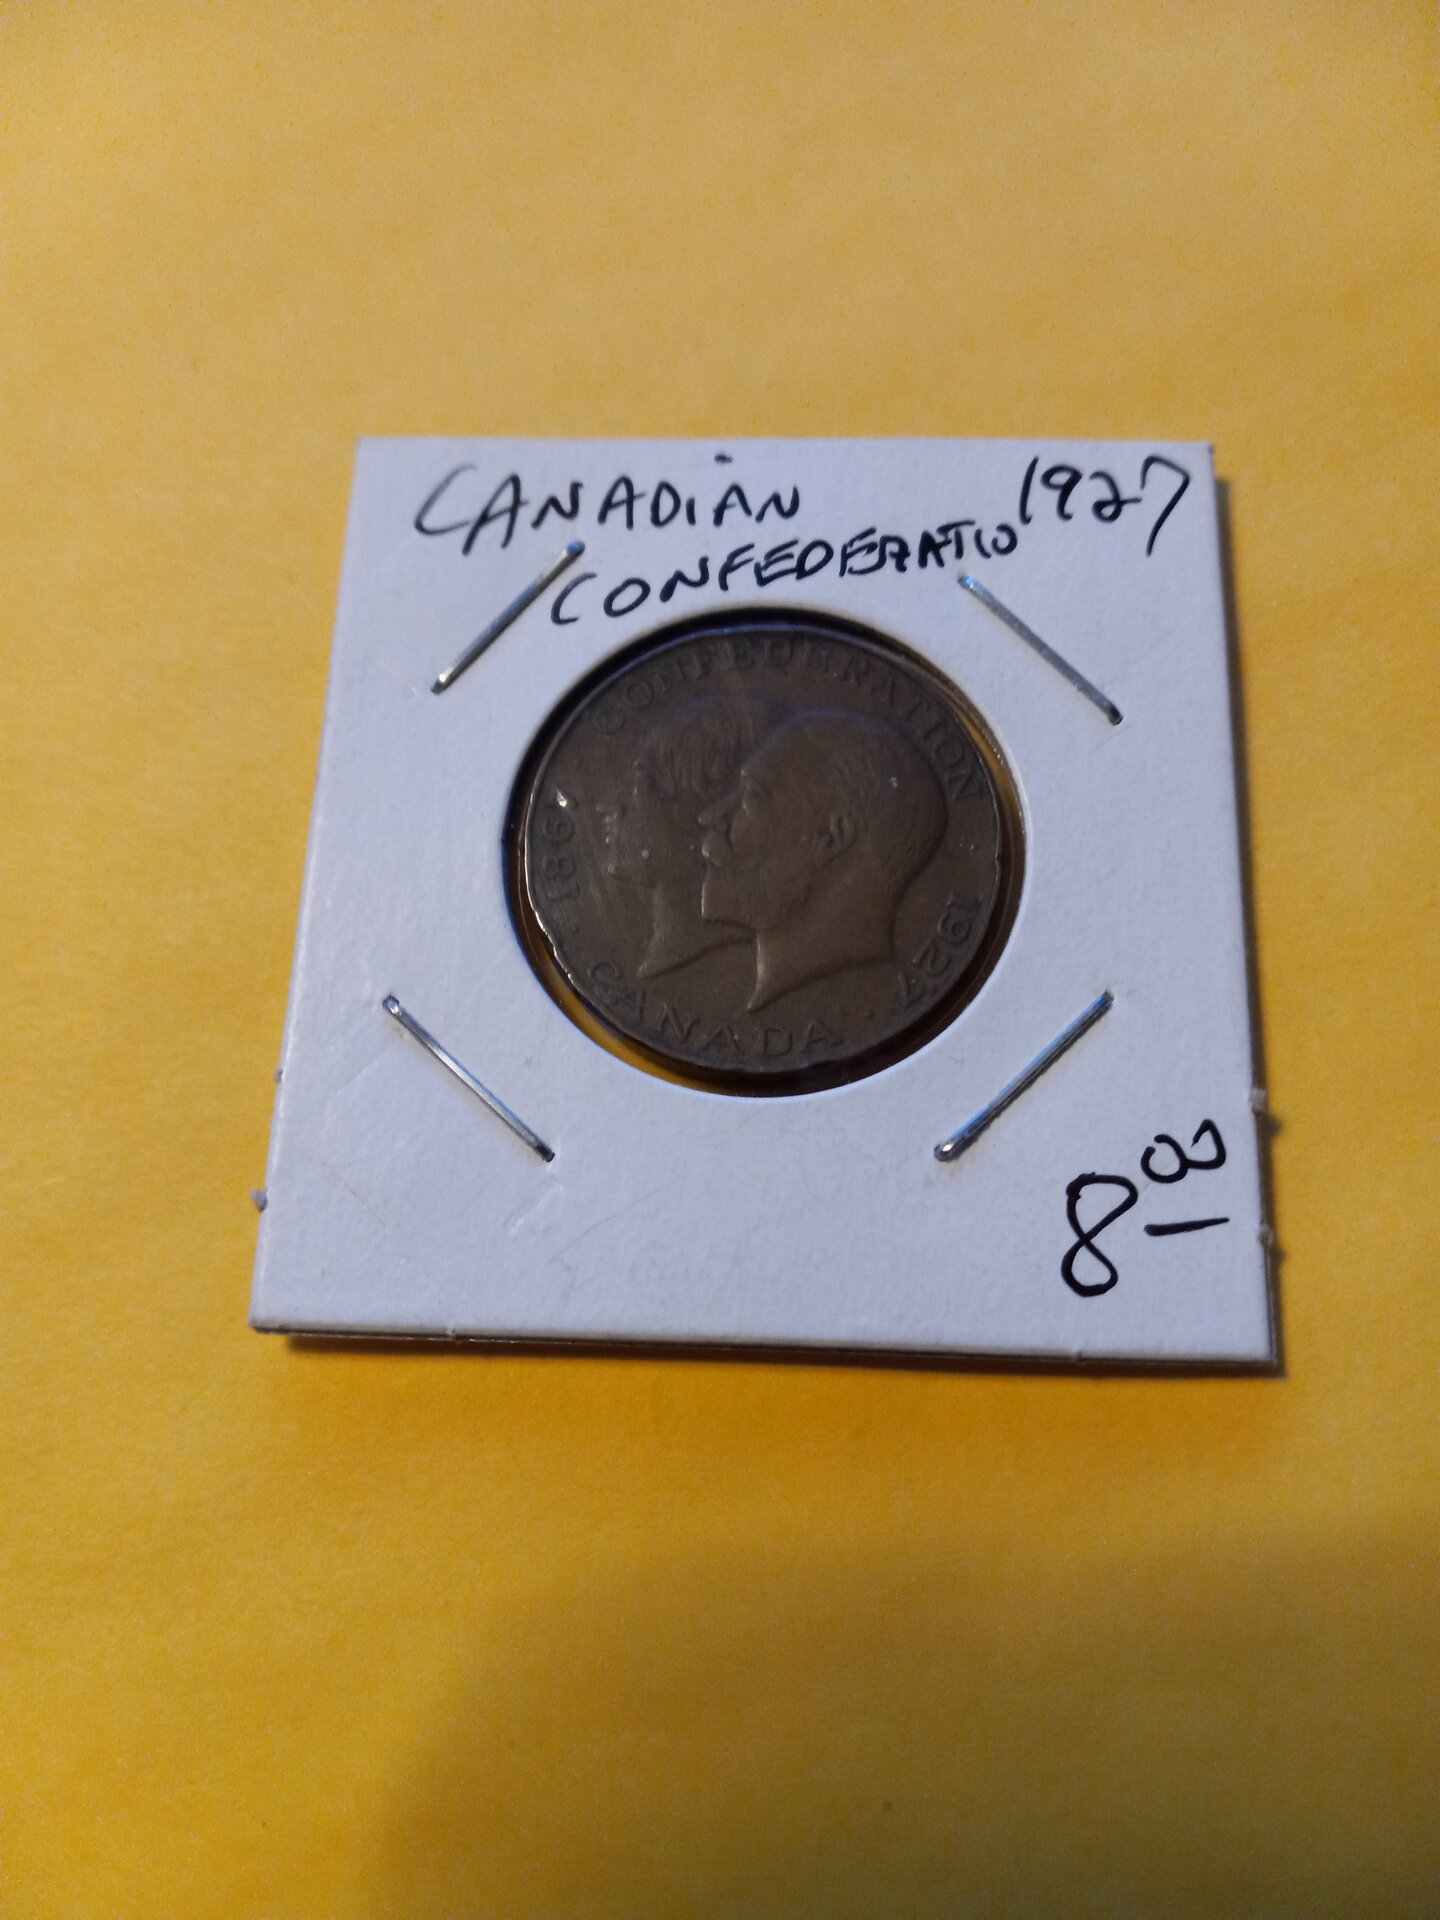 CANADIAN 1927
CONFEDERATIO
CONFEDERATION
1867 1927
· CANADA ·
8 00